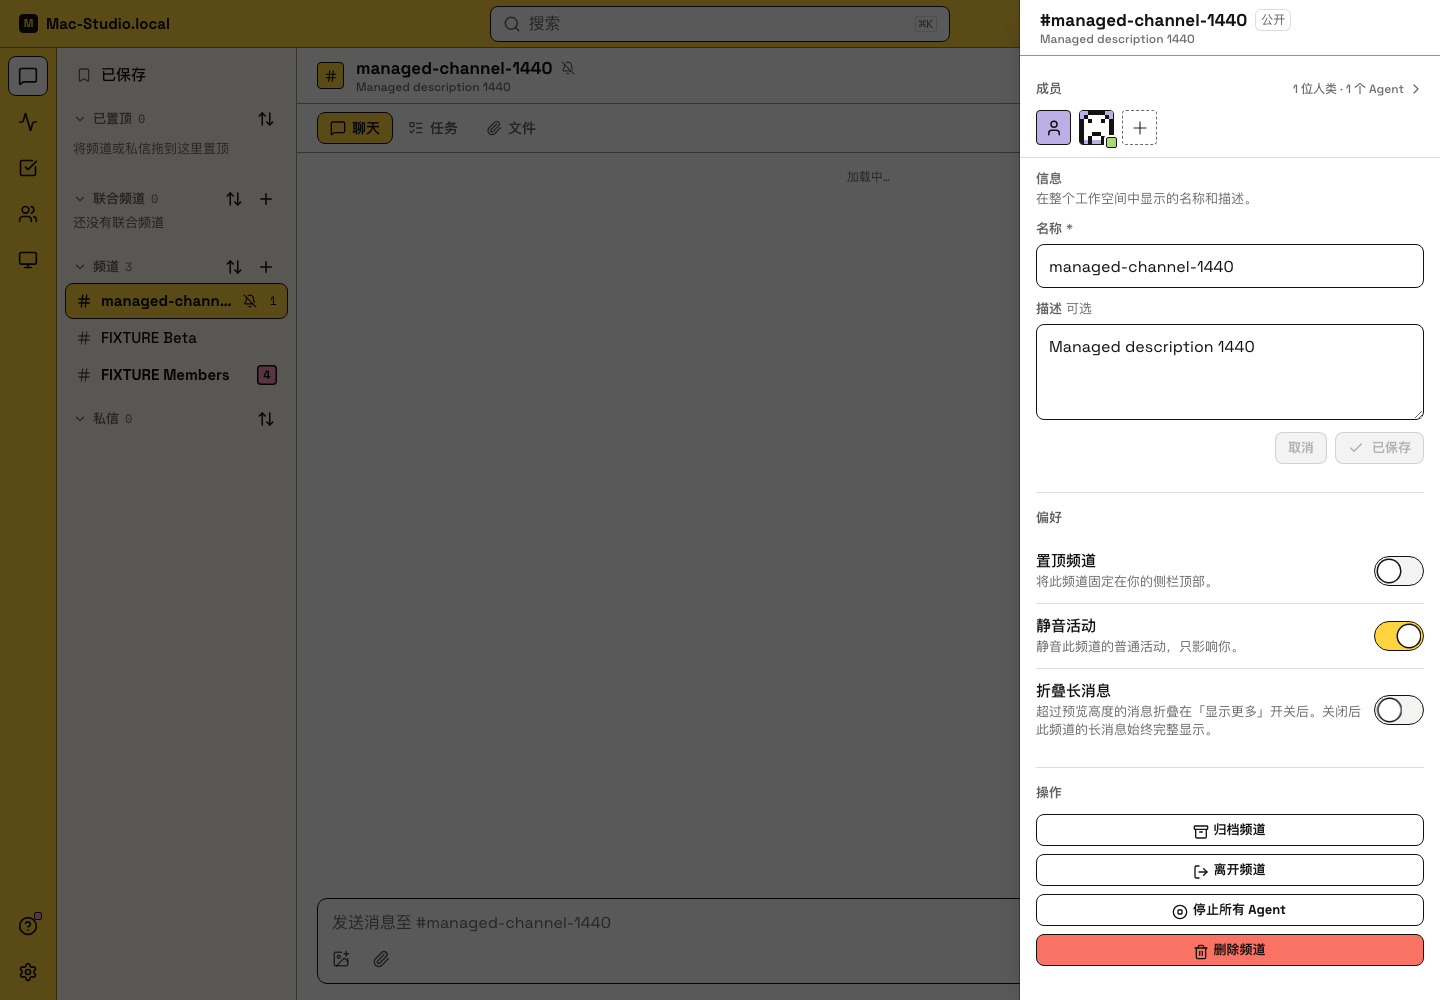 M Mac-Studio.local
搜索
⌘K
已保存
已置顶 0
将频道或私信拖到这里置顶
联合频道 0
还没有联合频道
频道 3
managed-chann... 1
FIXTURE Beta
FIXTURE Members 4
私信 0
# managed-channel-1440
Managed description 1440
聊天 任务 文件
加载中…
发送消息至 #managed-channel-1440
#managed-channel-1440 公开
Managed description 1440
成员 1 位人类 · 1 个 Agent
信息
在整个工作空间中显示的名称和描述。
名称 *
managed-channel-1440
描述 可选
Managed description 1440
取消 已保存
偏好
置顶频道
将此频道固定在你的侧栏顶部。
静音活动
静音此频道的普通活动，只影响你。
折叠长消息
超过预览高度的消息折叠在「显示更多」开关后。关闭后
此频道的长消息始终完整显示。
操作
归档频道
离开频道
停止所有 Agent
删除频道